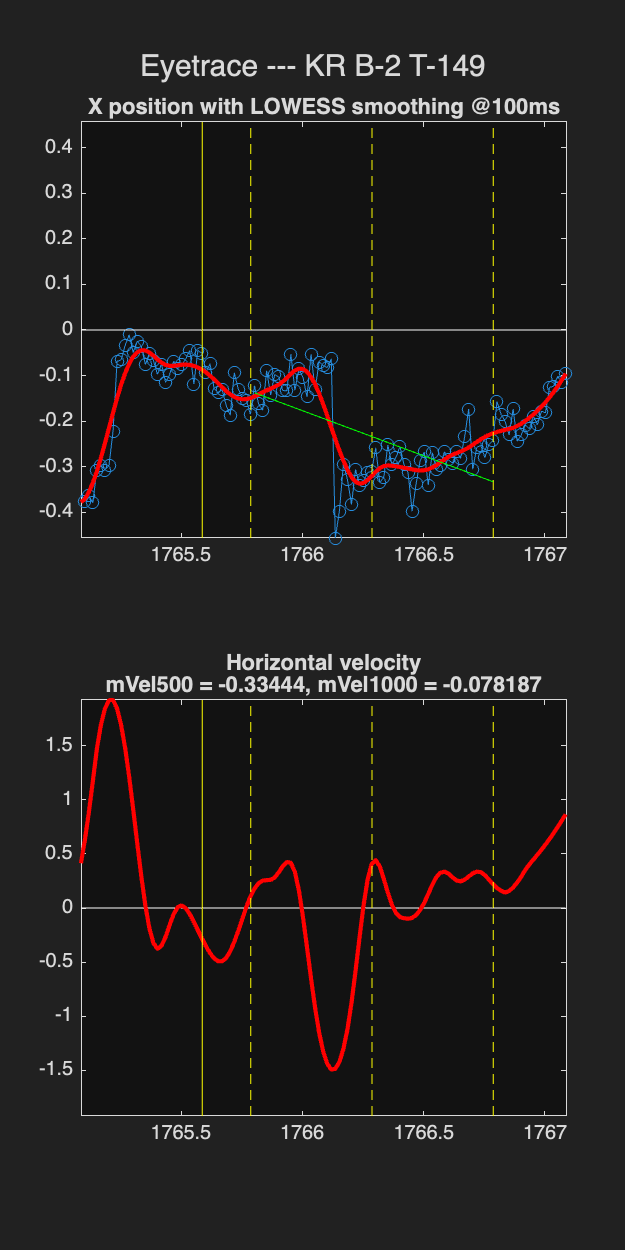 Eyetrace --- KR B-2 T-149
X position with LOWESS smoothing @100ms
0.4
0.3
0.2
0.1
0
-0.1
-0.2
-0.3
-0.4
1765.5 1766 1766.5 1767
Horizontal velocity
mVel500 = -0.33444, mVel1000 = -0.078187
1.5
1
0.5
0
-0.5
-1
-1.5
1765.5 1766 1766.5 1767